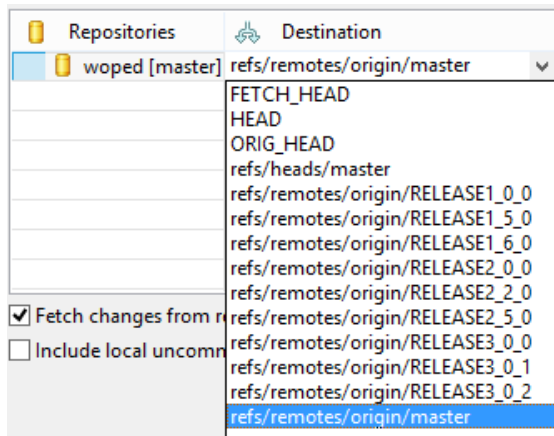 Repositories Destination
woped [master] refs/remotes/origin/master
FETCH_HEAD
HEAD
ORIG_HEAD
refs/heads/master
refs/remotes/origin/RELEASE1_0_0
refs/remotes/origin/RELEASE1_5_0
refs/remotes/origin/RELEASE1_6_0
refs/remotes/origin/RELEASE2_0_0
refs/remotes/origin/RELEASE2_2_0
refs/remotes/origin/RELEASE2_5_0
Fetch changes from refs/remotes/origin/RELEASE3_0_0
refs/remotes/origin/RELEASE3_0_1
Include local refs/remotes/origin/RELEASE3_0_2
refs/remotes/origin/master